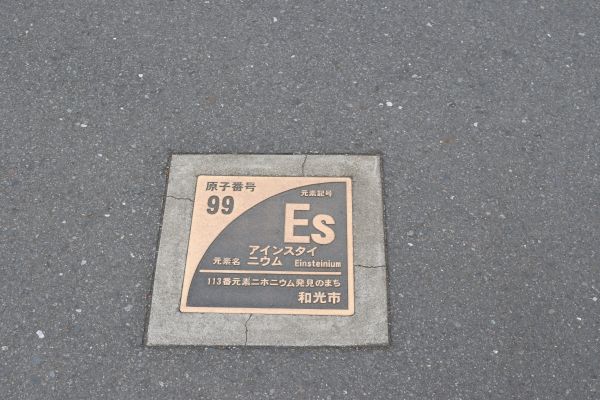 原子番号
99
元素記号
Es
アインスタイ
元素名 ニウム Einsteinium
113番元素ニホニウム発見のまち
和光市